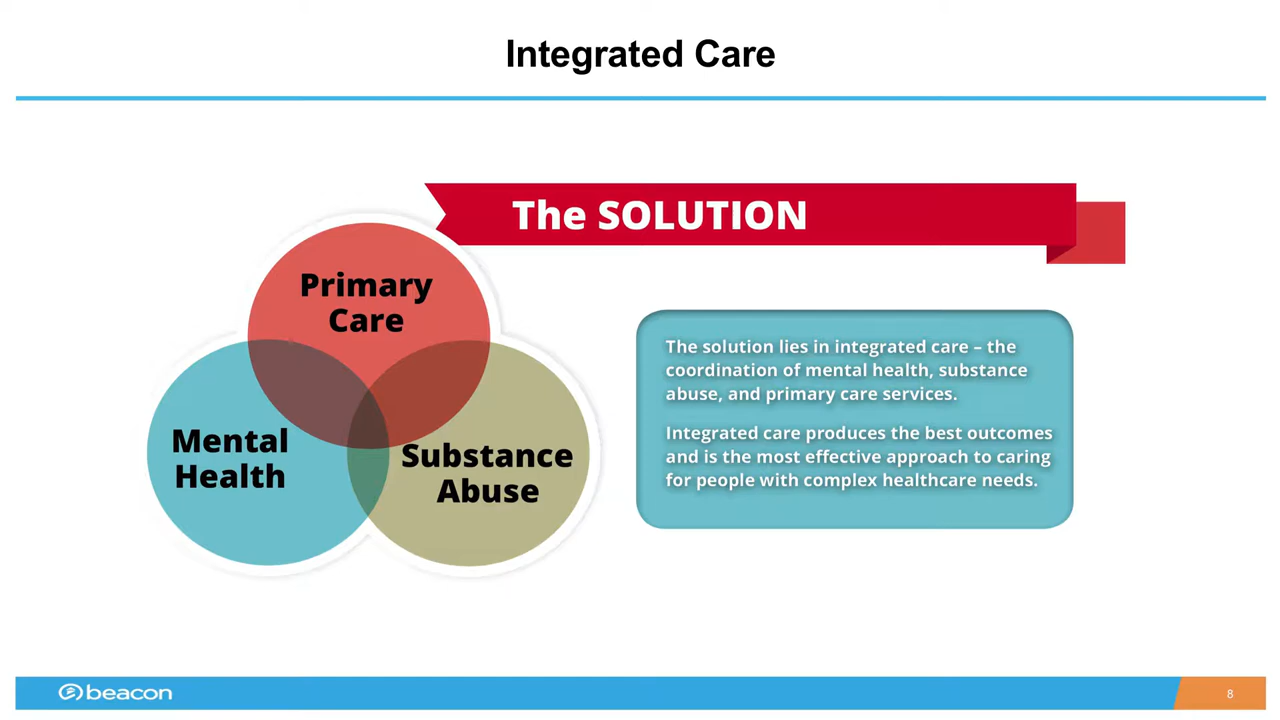 Integrated Care
The SOLUTION
Primary
Care
Mental
Health
Substance
Abuse
The solution lies in integrated care – the
coordination of mental health, substance
abuse, and primary care services.
Integrated care produces the best outcomes
and is the most effective approach to caring
for people with complex healthcare needs.
beacon
8